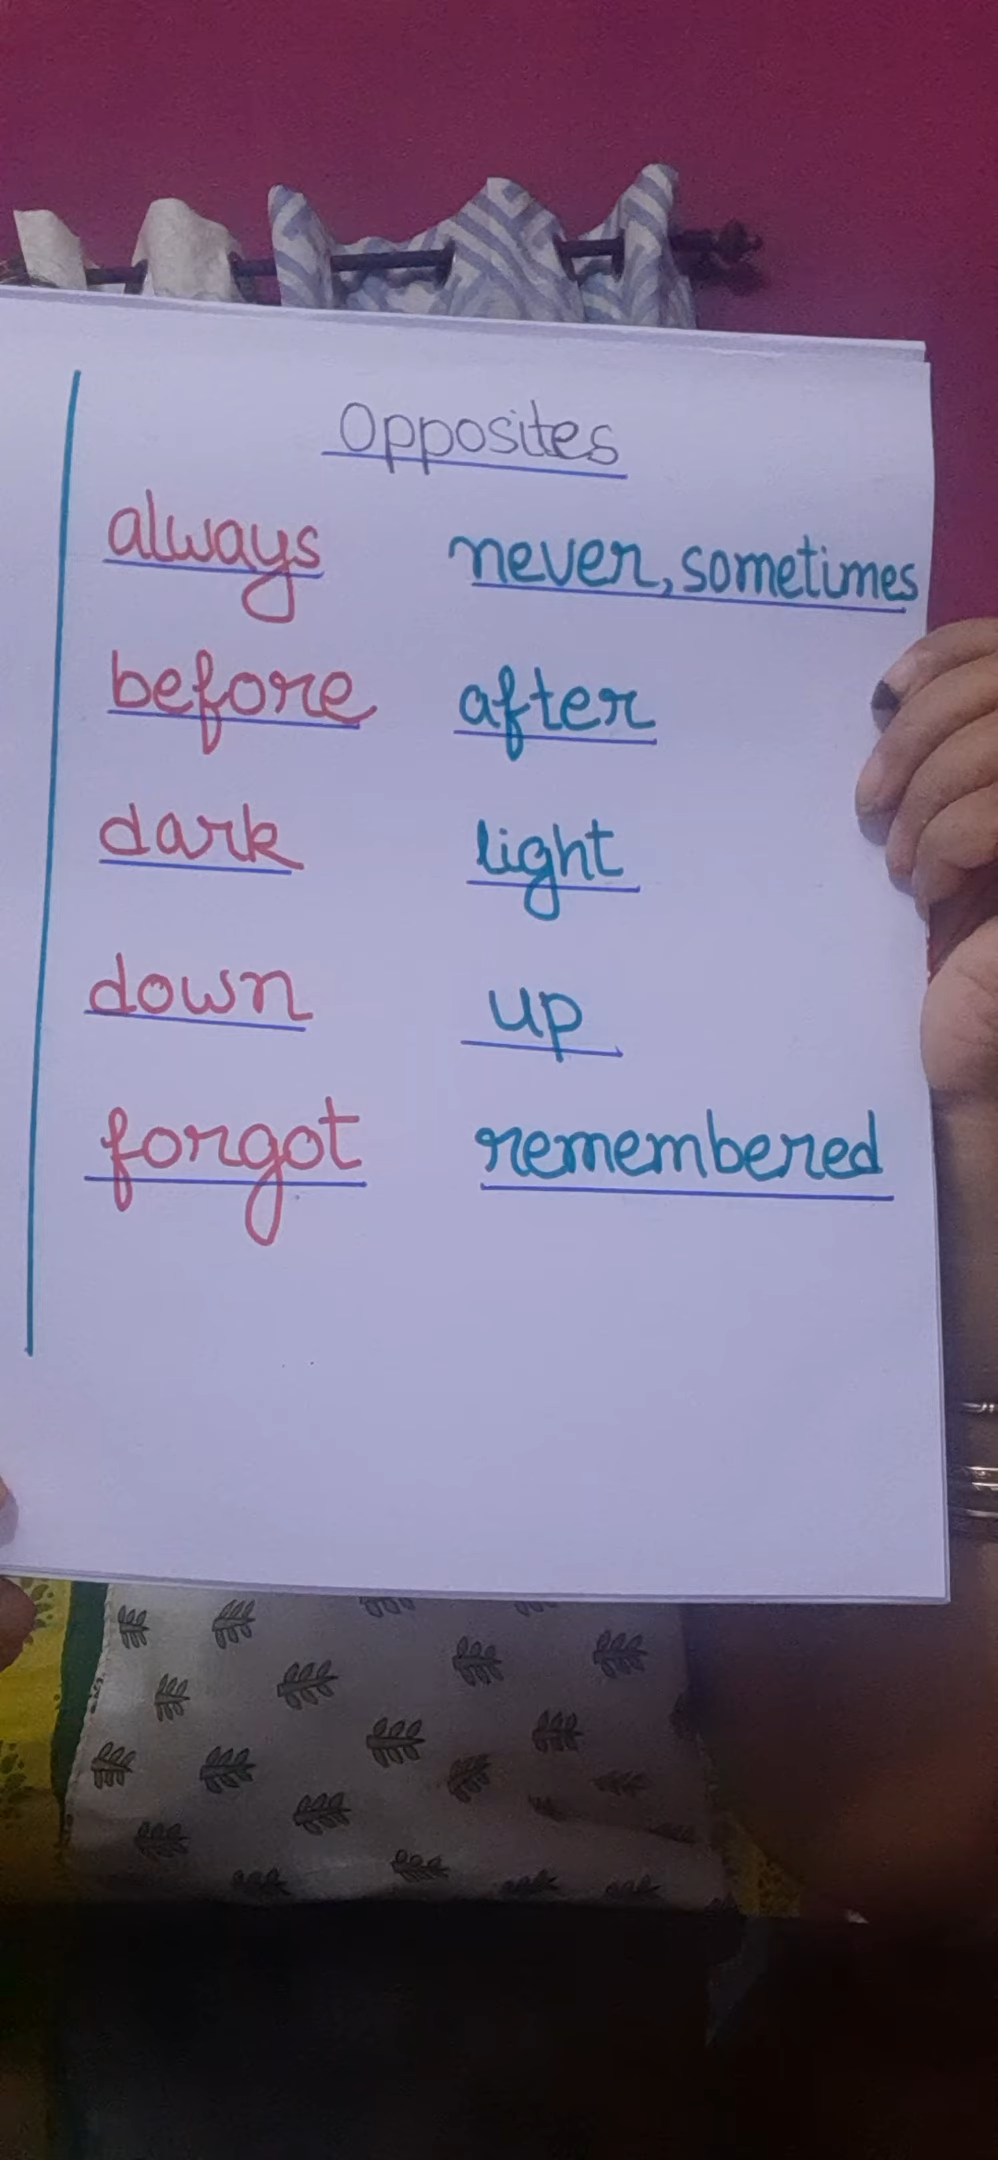 Opposites
always never, sometimes
before after
dark light
down up
forgot remembered